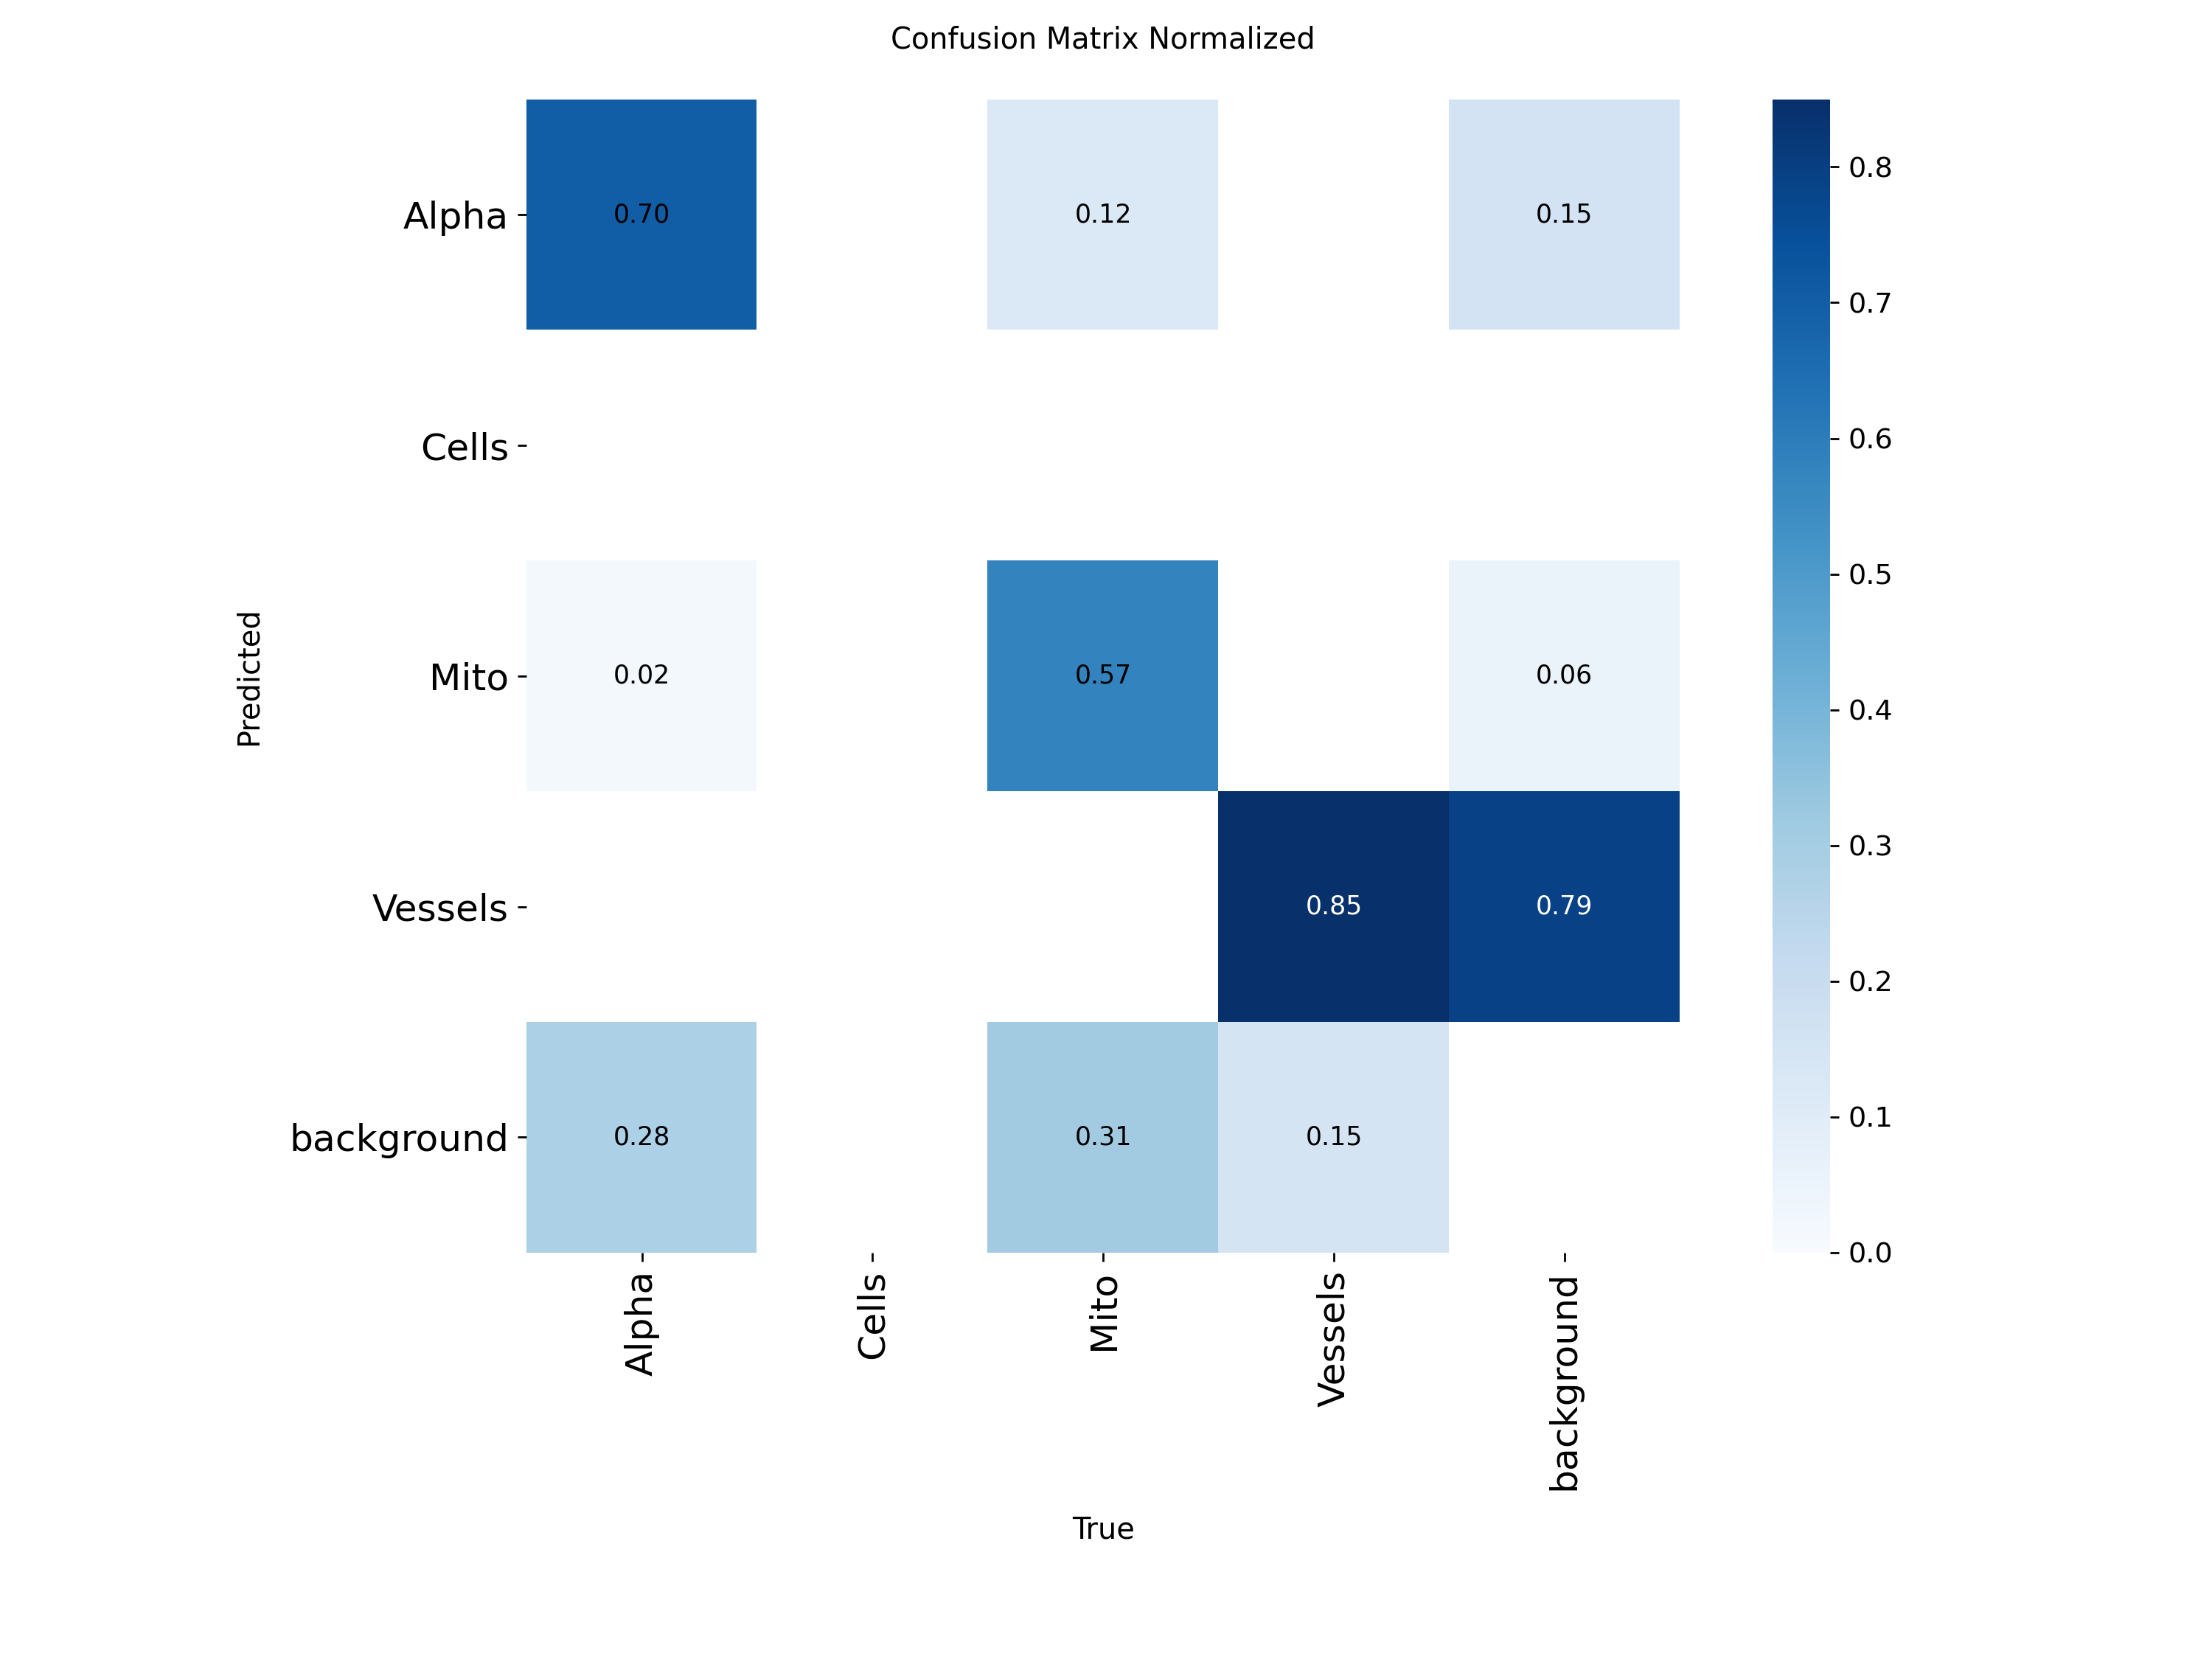 Confusion Matrix Normalized
Alpha
Cells
Mito
Vessels
background
Predicted
0.70
0.12
0.15
0.02
0.57
0.06
0.85
0.79
0.28
0.31
0.15
Alpha
Cells
Mito
Vessels
background
True
0.8
0.7
0.6
0.5
0.4
0.3
0.2
0.1
0.0